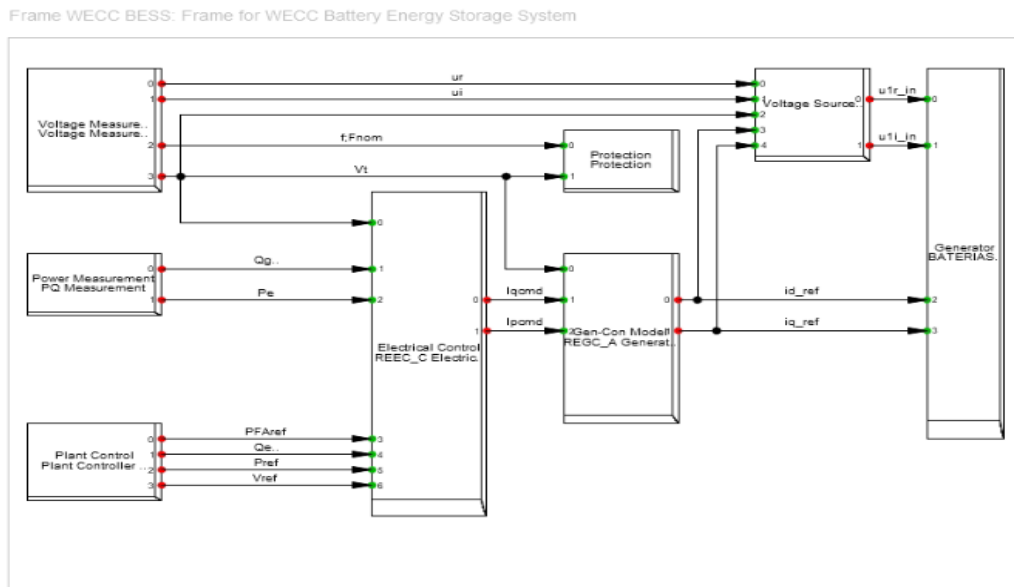 Frame WECC BESS: Frame for WECC Battery Energy Storage System
Voltage Measure..
Voltage Measure..
0
1
2
3
ur
ui
f;Fnom
Vt
0
1
2
3
4
Voltage Source..
0
1
u1r_in
u1i_in
0
1
Protection
Protection
0
1
2
3
Generator
BATERIAS.
Power Measurement
PQ Measurement
0
1
Qg..
Pe
0
1
2
3
4
5
6
Electrical Control
REEC_C Electric.
0
1
Iqcmd
Ipcmd
0
1
2
Gen-Con Modell
REGC_A Generat..
0
id_ref
iq_ref
Plant Control
Plant Controller ..
0
1
2
3
PFAref
Qe..
Pref
Vref